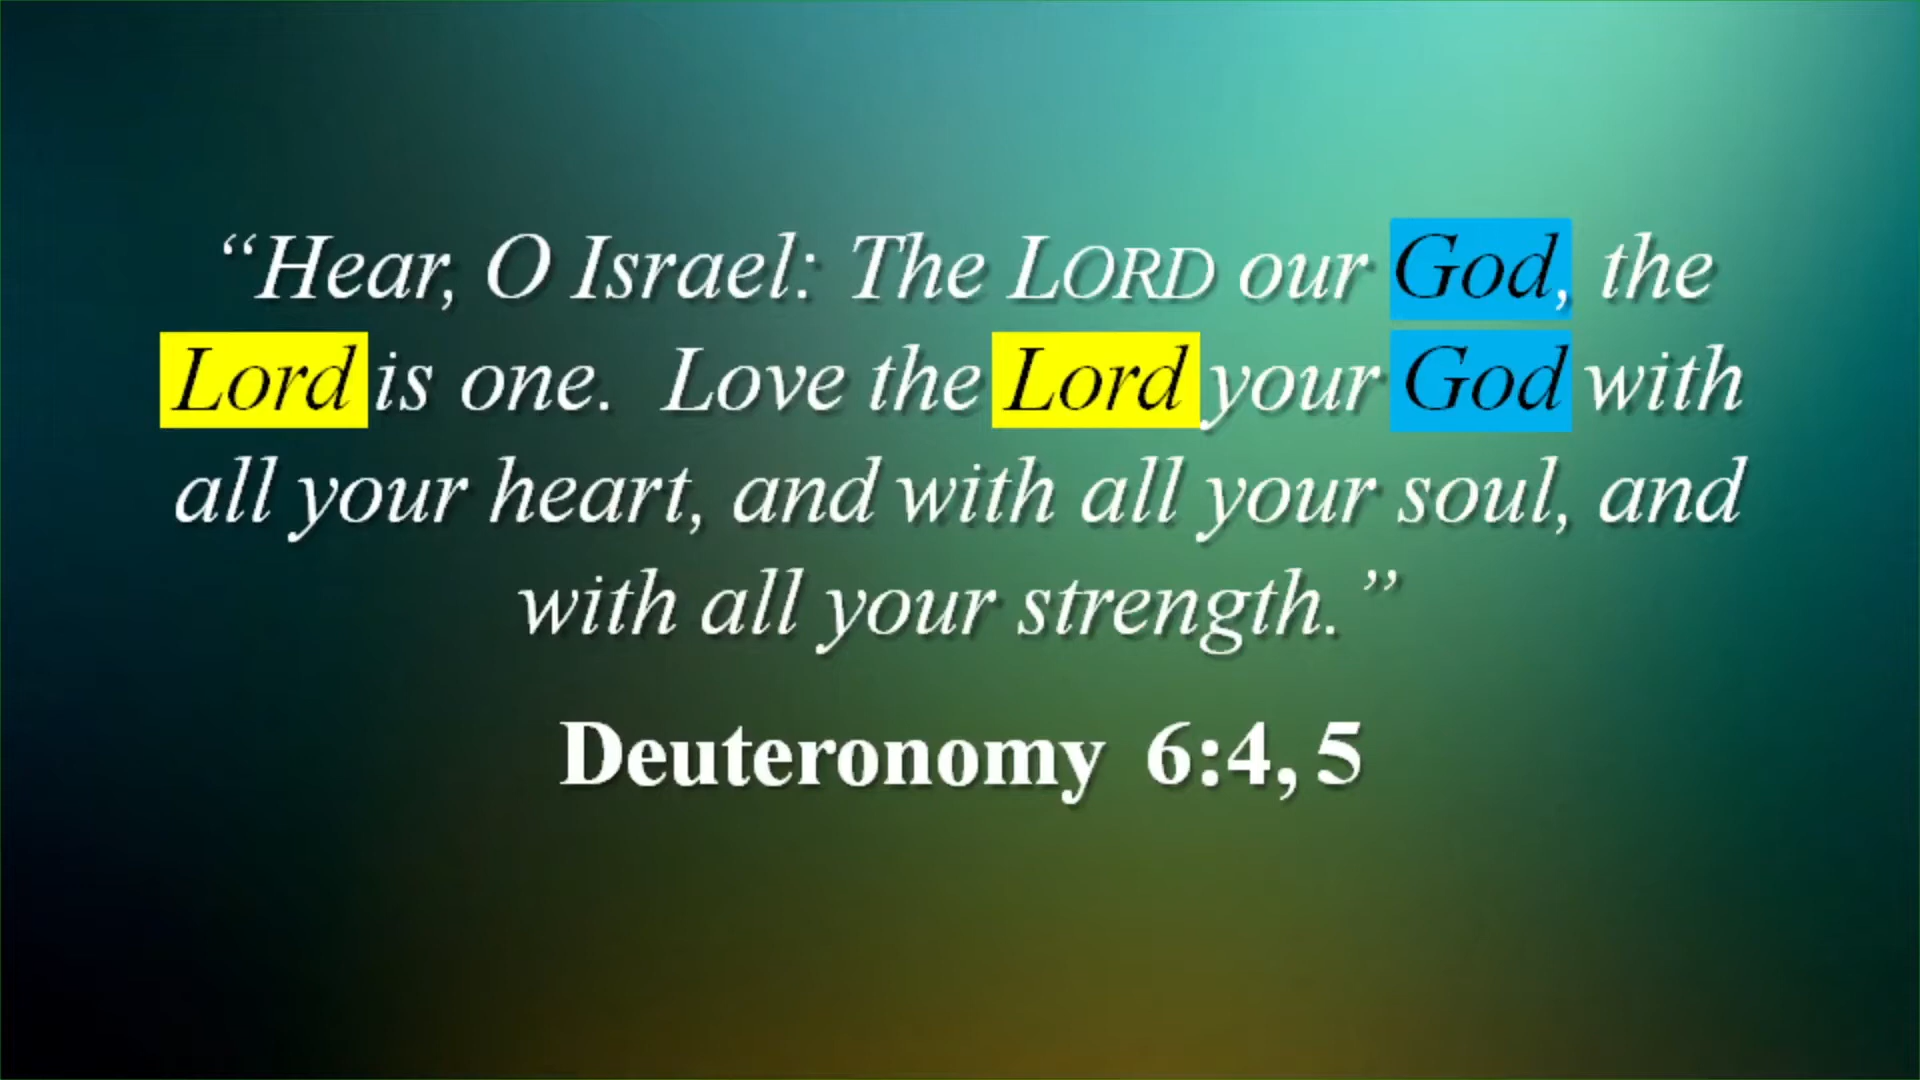 “Hear, O Israel: The LORD our God, the
Lord is one. Love the Lord your God with
all your heart, and with all your soul, and
with all your strength.”
Deuteronomy 6:4, 5